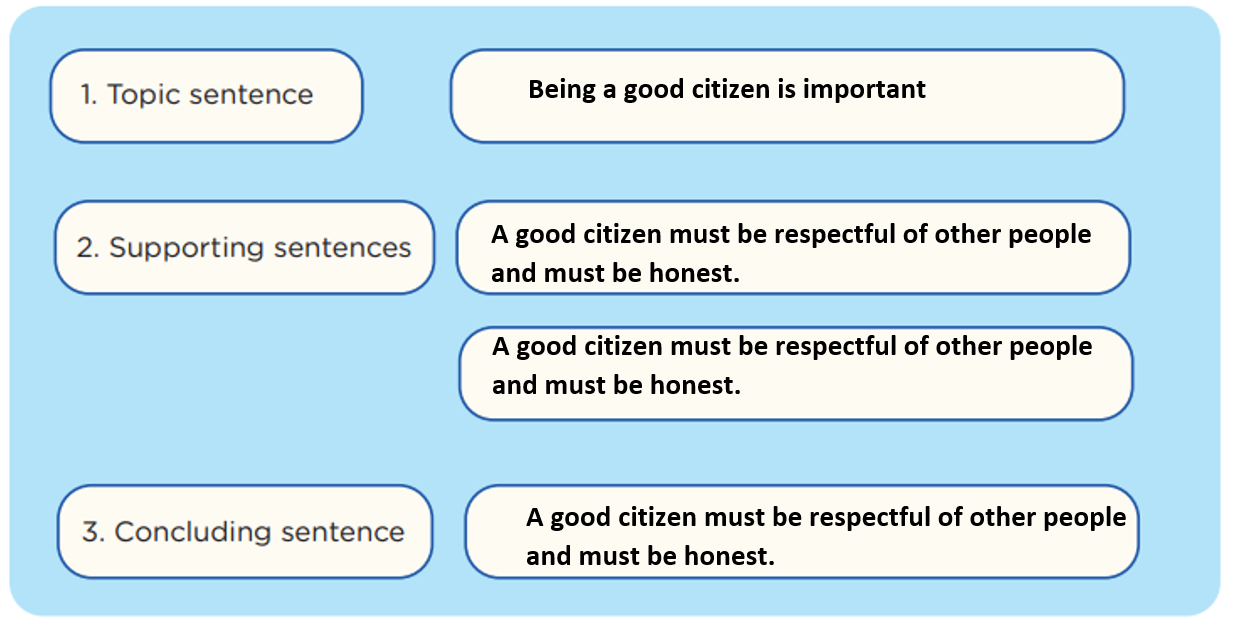 1. Topic sentence
Being a good citizen is important
2. Supporting sentences
A good citizen must be respectful of other people
and must be honest.
A good citizen must be respectful of other people
and must be honest.
3. Concluding sentence
A good citizen must be respectful of other people
and must be honest.